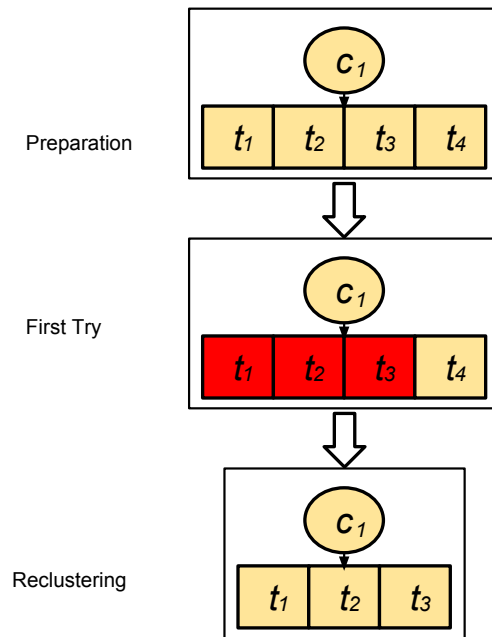 c1
Preparation
t1 t2 t3 t4
c1
First Try
t1 t2 t3 t4
c1
Reclustering
t1 t2 t3